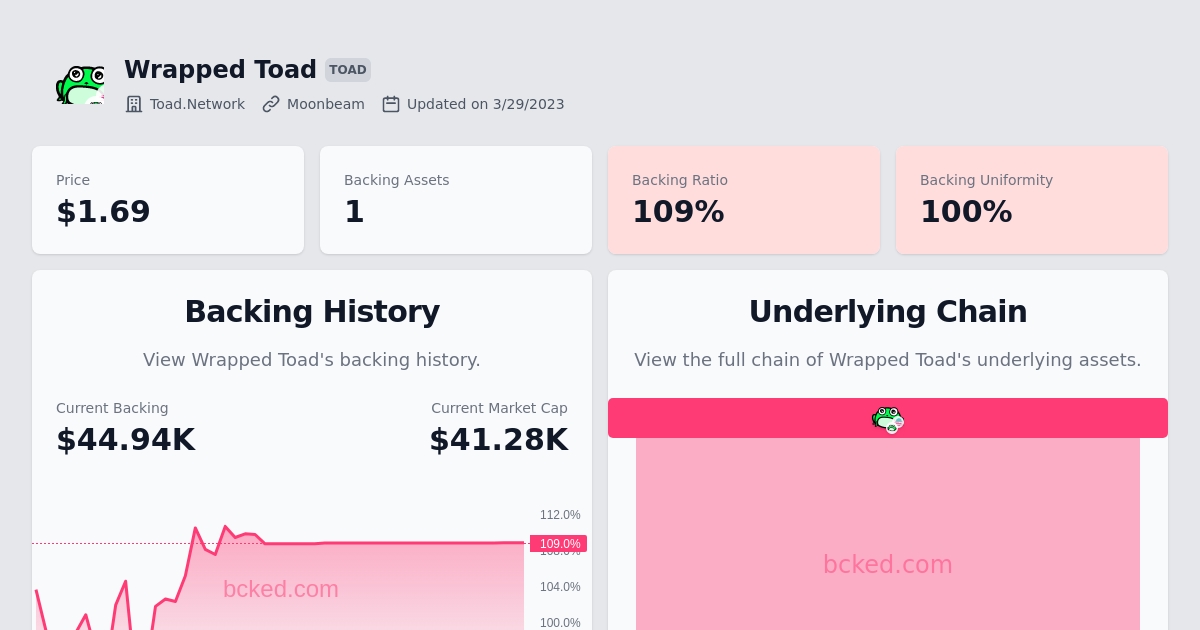 Wrapped Toad TOAD
Toad.Network Moonbeam Updated on 3/29/2023
Price
$1.69
Backing Assets
1
Backing Ratio
109%
Backing Uniformity
100%
Backing History
View Wrapped Toad's backing history.
Current Backing
$44.94K
Current Market Cap
$41.28K
112.0%
109.0%
108.0%
104.0%
100.0%
bcked.com
Underlying Chain
View the full chain of Wrapped Toad's underlying assets.
bcked.com